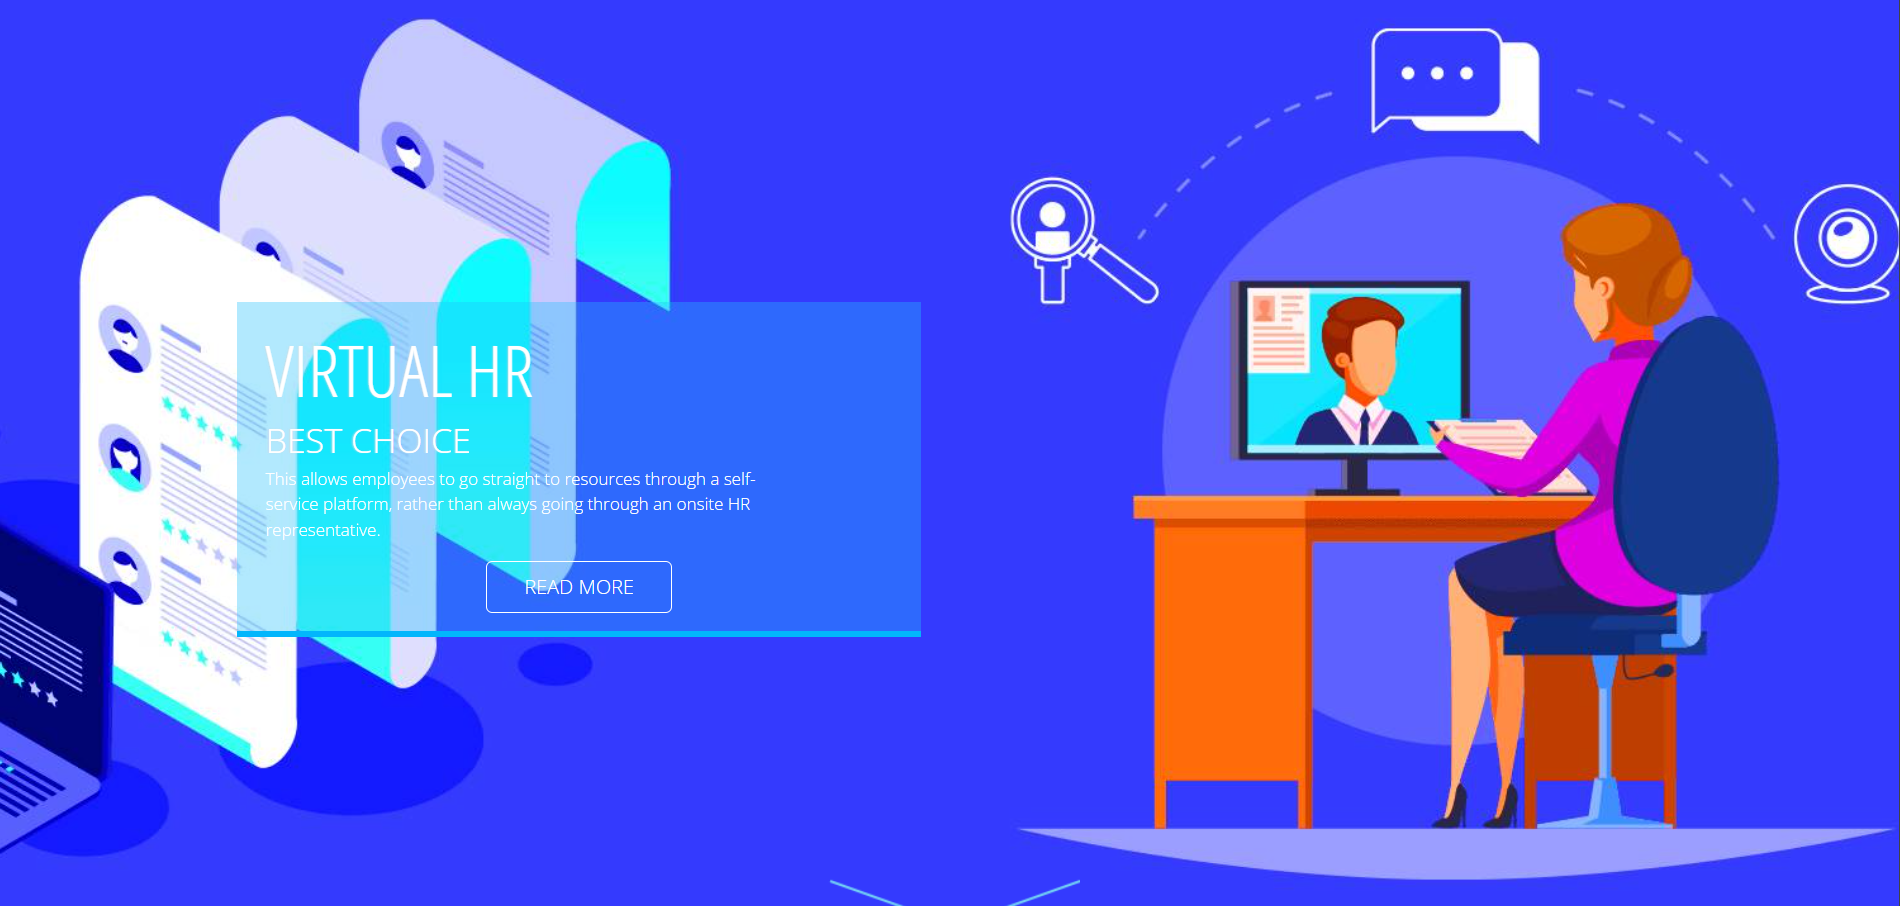 VIRTUAL HR
BEST CHOICE
This allows employees to go straight to resources through a self-
service platform, rather than always going through an onsite HR
representative.
READ MORE